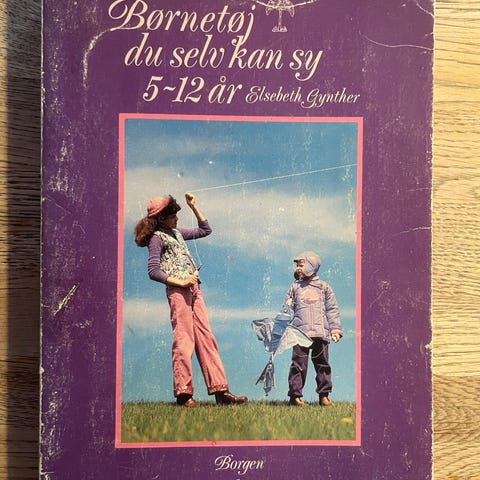 Børnetøj
du selv kan sy
5-12 år Elsebeth Gynther
Borgen